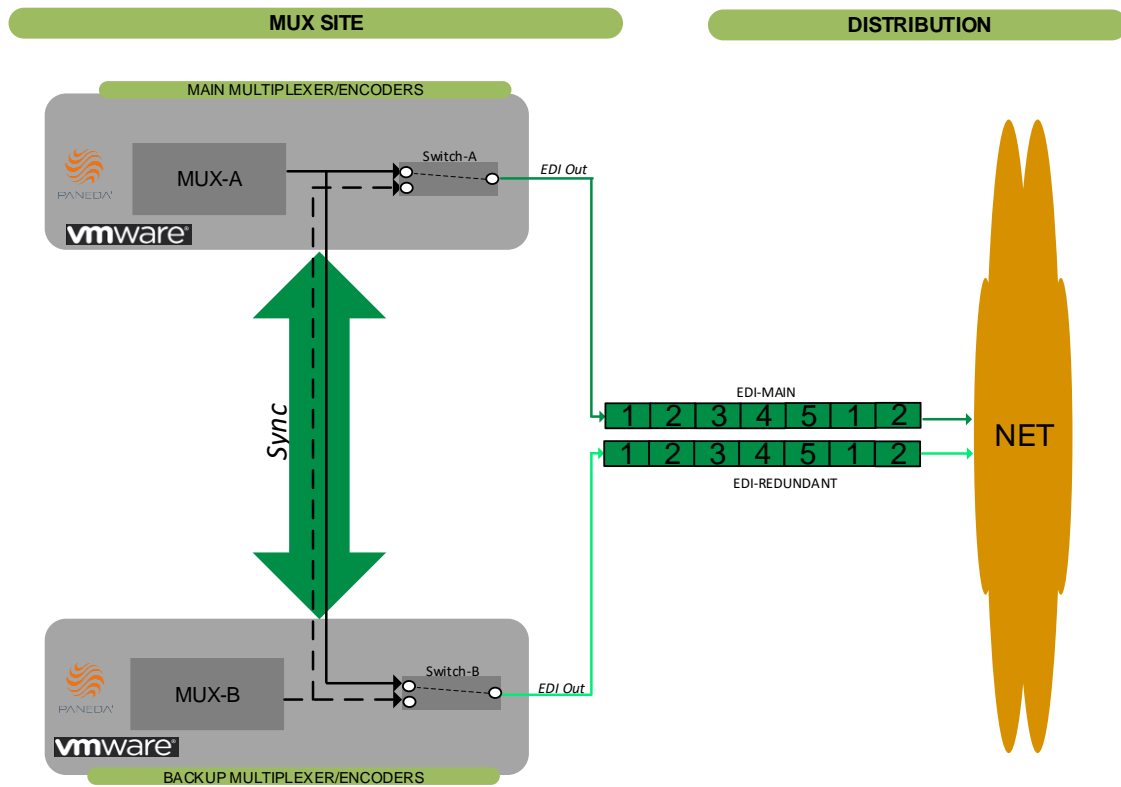 MUX SITE
DISTRIBUTION
MAIN MULTIPLEXER/ENCODERS
MUX-A
Switch-A
EDI Out
PANEDA
vmware®
Sync
EDI-MAIN
1 2 3 4 5 1 2
1 2 3 4 5 1 2
EDI-REDUNDANT
NET
MUX-B
Switch-B
EDI Out
PANEDA
vmware®
BACKUP MULTIPLEXER/ENCODERS